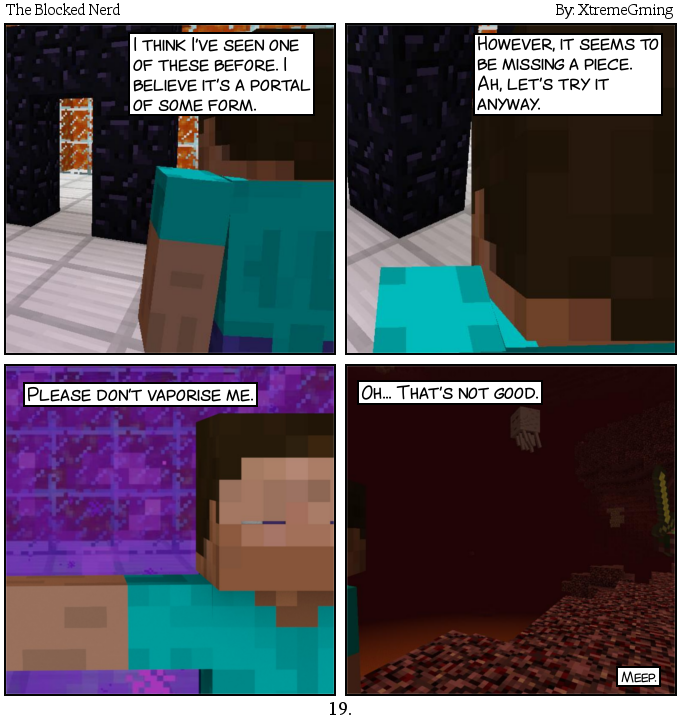 The Blocked Nerd
By: XtremeGming
I THINK I'VE SEEN ONE
OF THESE BEFORE. I
BELIEVE IT'S A PORTAL
OF SOME FORM.
HOWEVER, IT SEEMS TO
BE MISSING A PIECE.
AH, LET'S TRY IT
ANYWAY.
PLEASE DON'T VAPORISE ME.
OH... THAT'S NOT GOOD.
MEEP.
19.